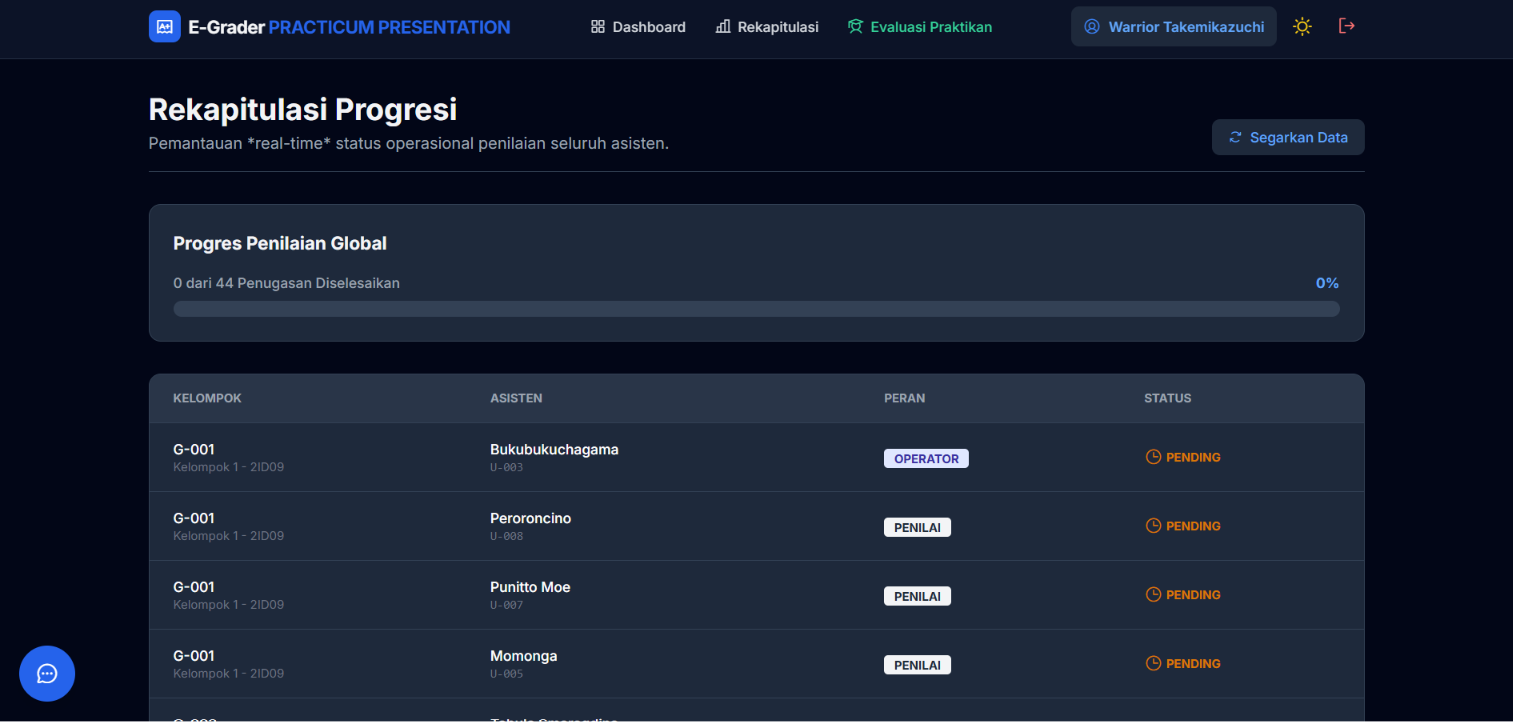 E-Grader PRACTICUM PRESENTATION
Dashboard
Rekapitulasi
Evaluasi Praktikan
Warrior Takemikazuchi
Rekapitulasi Progresi
Pemantauan *real-time* status operasional penilaian seluruh asisten.
Segarkan Data
Progres Penilaian Global
0 dari 44 Penugasan Diselesaikan
0%
KELOMPOK ASISTEN PERAN STATUS
G-001 Bukubukuchagama OPERATOR PENDING
Kelompok 1 - 2ID09 U-003
G-001 Peroroncino PENILAI PENDING
Kelompok 1 - 2ID09 U-008
G-001 Punitto Moe PENILAI PENDING
Kelompok 1 - 2ID09 U-007
G-001 Momonga PENILAI PENDING
Kelompok 1 - 2ID09 U-005